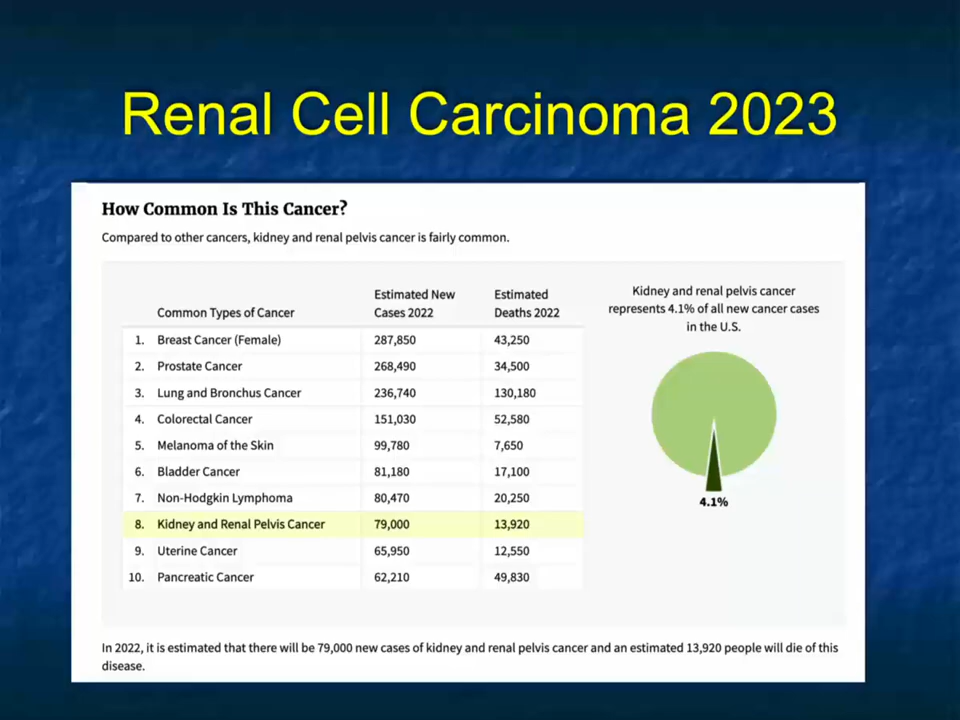 Renal Cell Carcinoma 2023
How Common Is This Cancer?
Compared to other cancers, kidney and renal pelvis cancer is fairly common.
Common Types of Cancer Estimated New Cases 2022 Estimated Deaths 2022
1. Breast Cancer (Female) 287,850 43,250
2. Prostate Cancer 268,490 34,500
3. Lung and Bronchus Cancer 236,740 130,180
4. Colorectal Cancer 151,030 52,580
5. Melanoma of the Skin 99,780 7,650
6. Bladder Cancer 81,180 17,100
7. Non-Hodgkin Lymphoma 80,470 20,250
8. Kidney and Renal Pelvis Cancer 79,000 13,920
9. Uterine Cancer 65,950 12,550
10. Pancreatic Cancer 62,210 49,830
Kidney and renal pelvis cancer
represents 4.1% of all new cancer cases
in the U.S.
4.1%
In 2022, it is estimated that there will be 79,000 new cases of kidney and renal pelvis cancer and an estimated 13,920 people will die of this
disease.